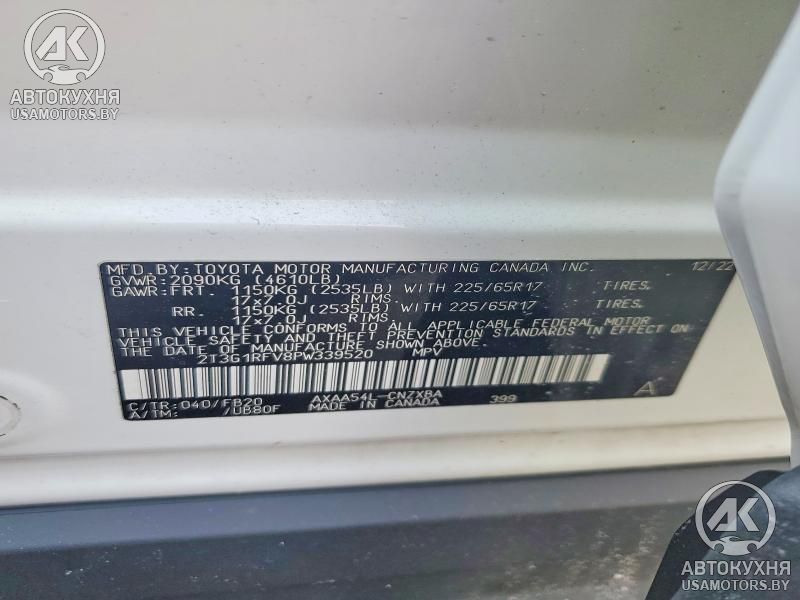 AK
АВТОКУХНЯ
USAMOTORS.BY
MFD. BY: TOYOTA MOTOR MANUFACTURING CANADA INC. 12/22
GVWR: 2090KG (4610LB)
GAWR: FRT. 1150KG (2535LB) WITH 225/65R17 TIRES.
17x7.0J RIMS.
RR. 1150KG (2535LB) WITH 225/65R17 TIRES.
17x7.0J RIMS.
THIS VEHICLE CONFORMS TO ALL APPLICABLE FEDERAL MOTOR
VEHICLE SAFETY AND THEFT PREVENTION STANDARDS IN EFFECT ON
THE DATE OF MANUFACTURE SHOWN ABOVE.
2T3G1RFV8PW339520 MPV
C/TR: 040/FB20 AXAA54L-CNZXBA 399 A
A/TM: /UB80F MADE IN CANADA
AK
АВТОКУХНЯ
USAMOTORS.BY